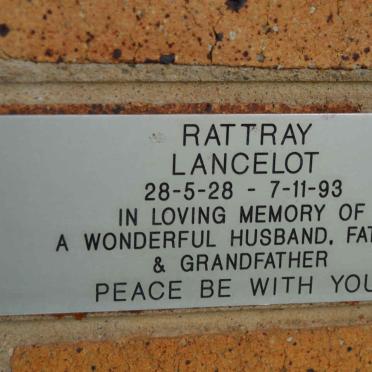 RATTRAY
LANCELOT
28-5-28 - 7-11-93
IN LOVING MEMORY OF
A WONDERFUL HUSBAND, FAT
& GRANDFATHER
PEACE BE WITH YOU